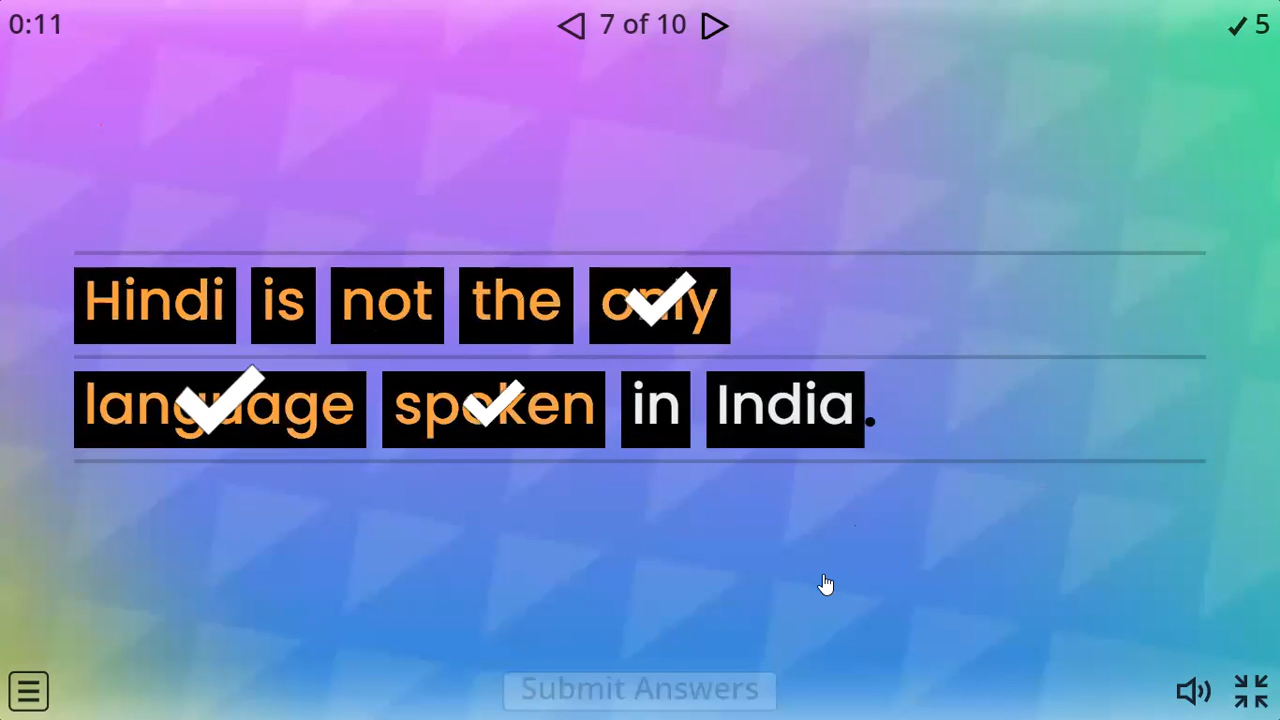 0:11 7 of 10 5
Hindi is not the only
language spoken in India.
Submit Answers